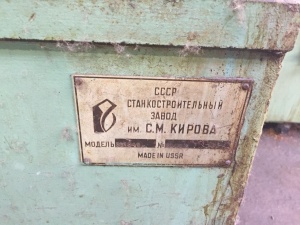 СССР
СТАНКОСТРОИТЕЛЬНЫЙ
ЗАВОД
им. С.М. КИРОВА
МОДЕЛЬ №
MADE IN USSR